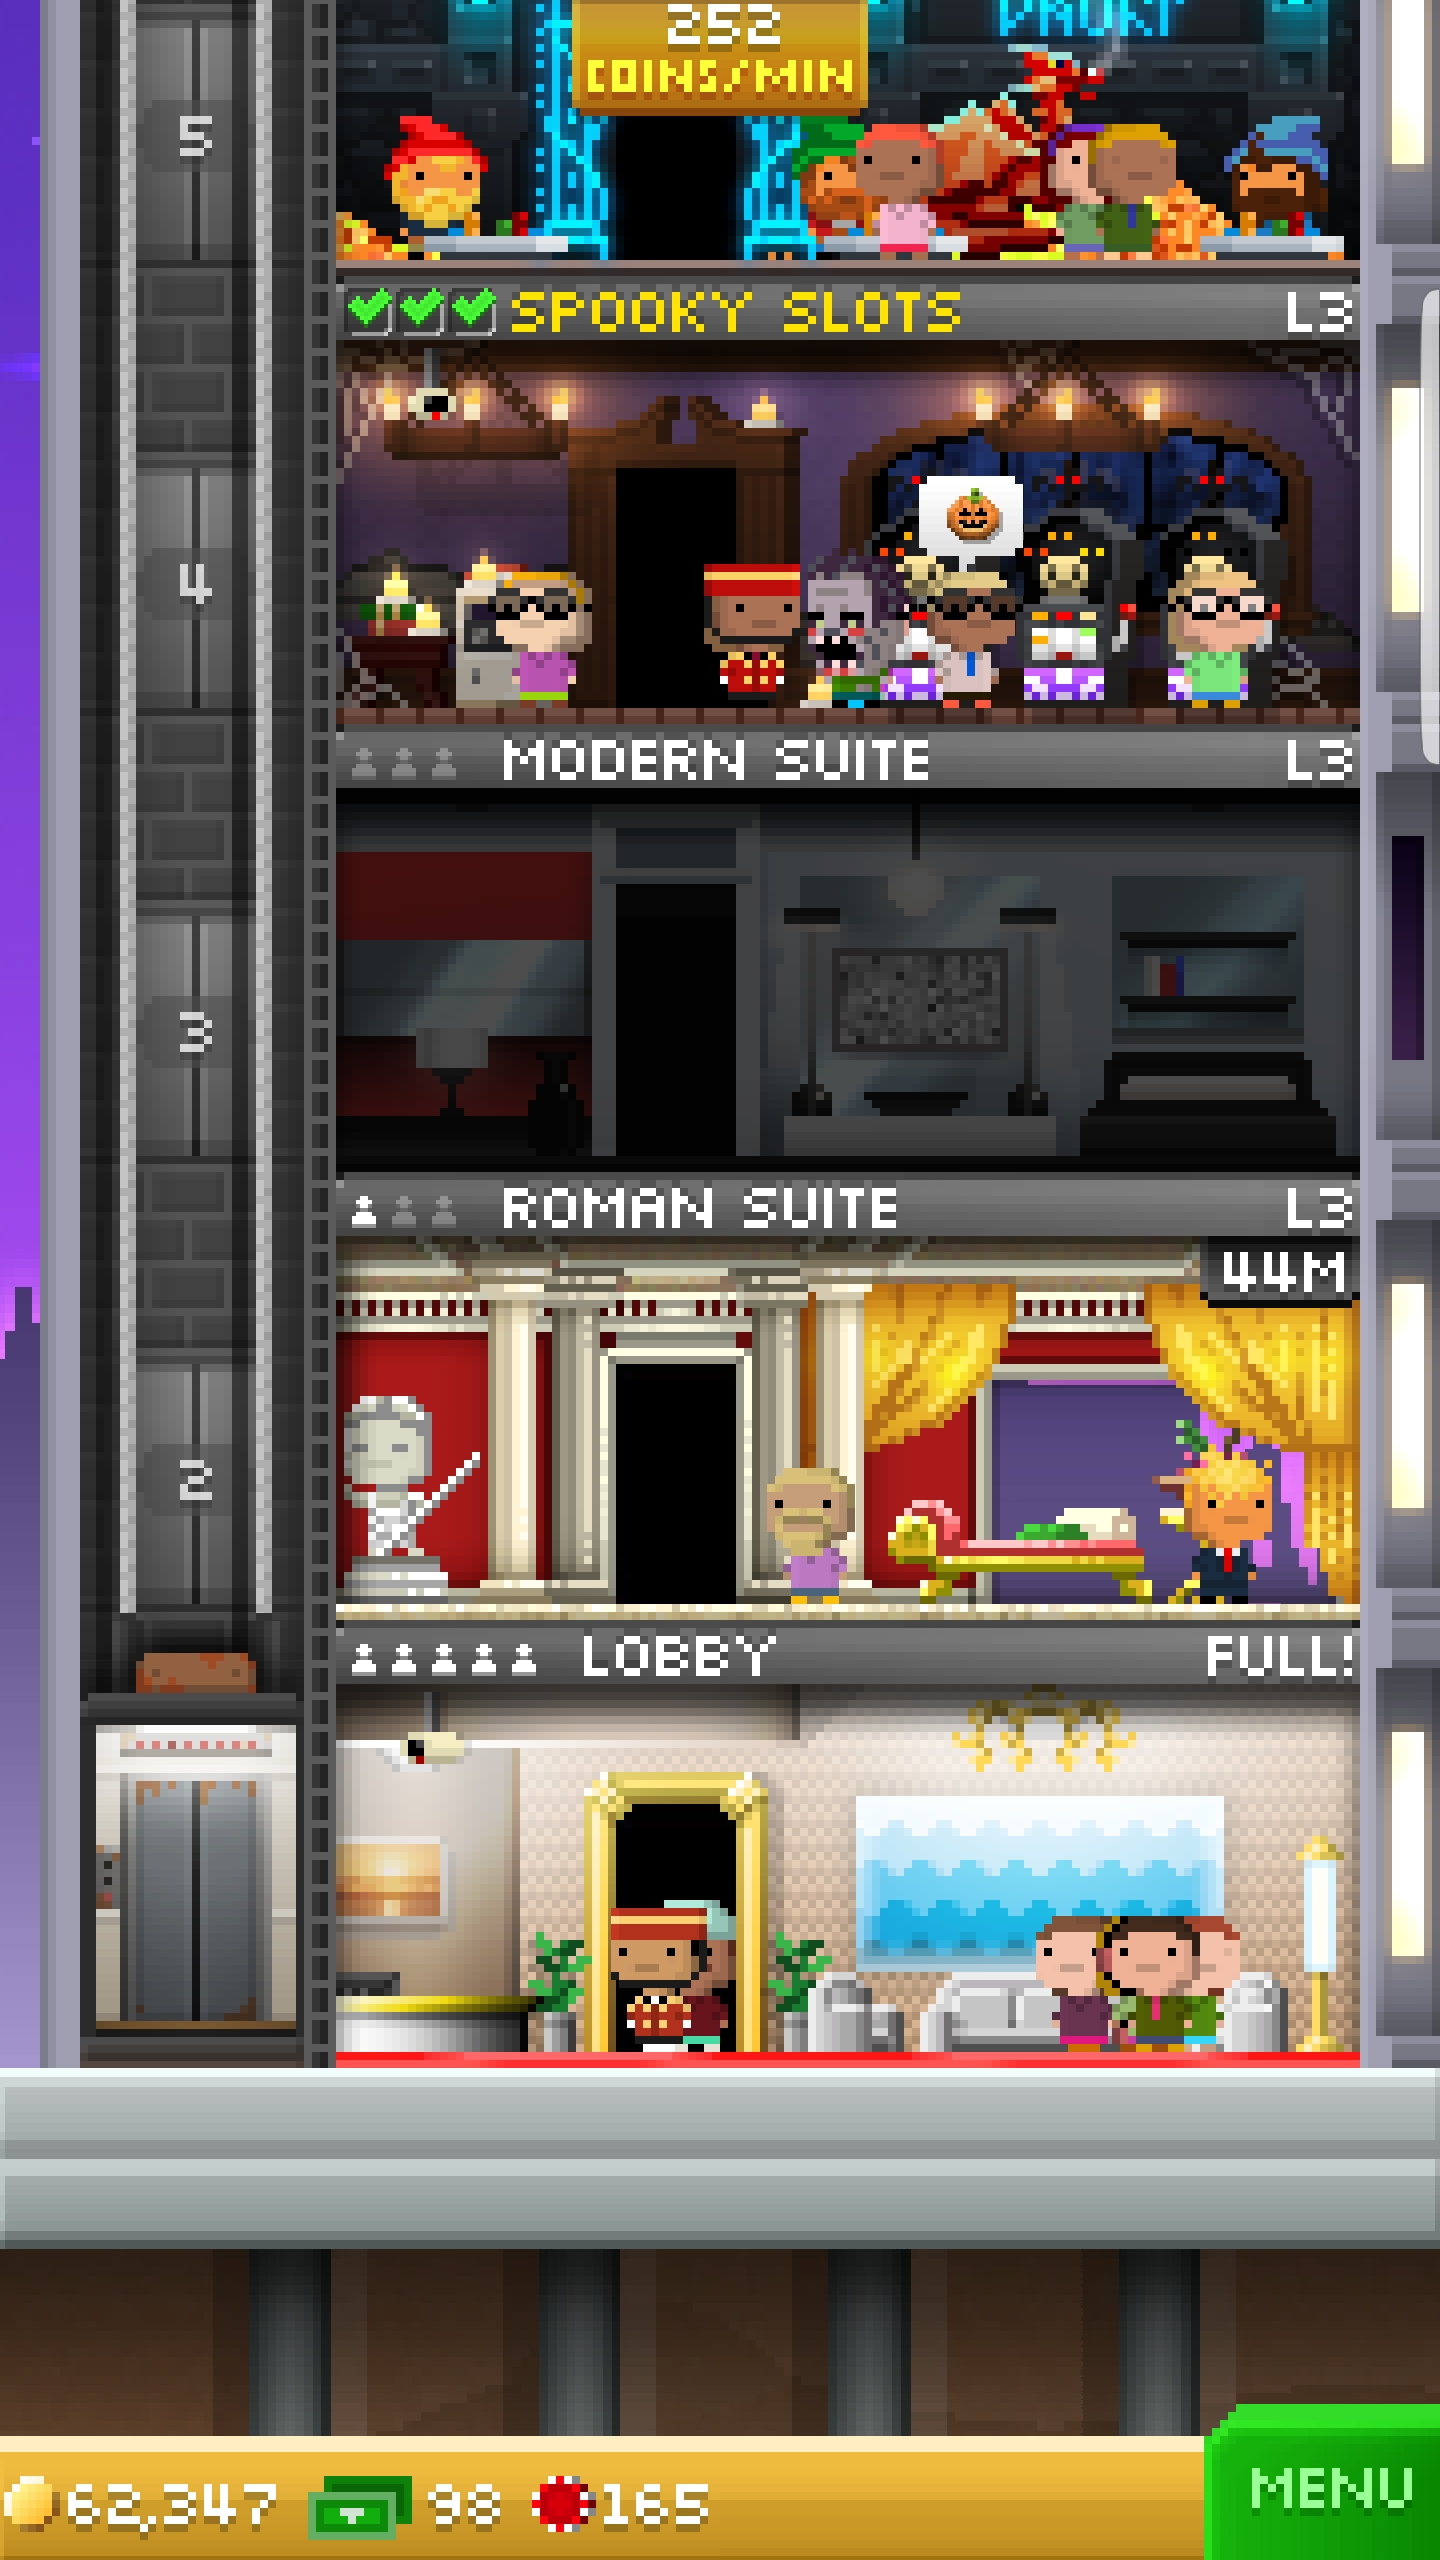 252
COINS/MIN
5
SPOOKY SLOTS L3
4
MODERN SUITE L3
3
ROMAN SUITE L3
44M
2
LOBBY FULL!
62,347 98 165
MENU